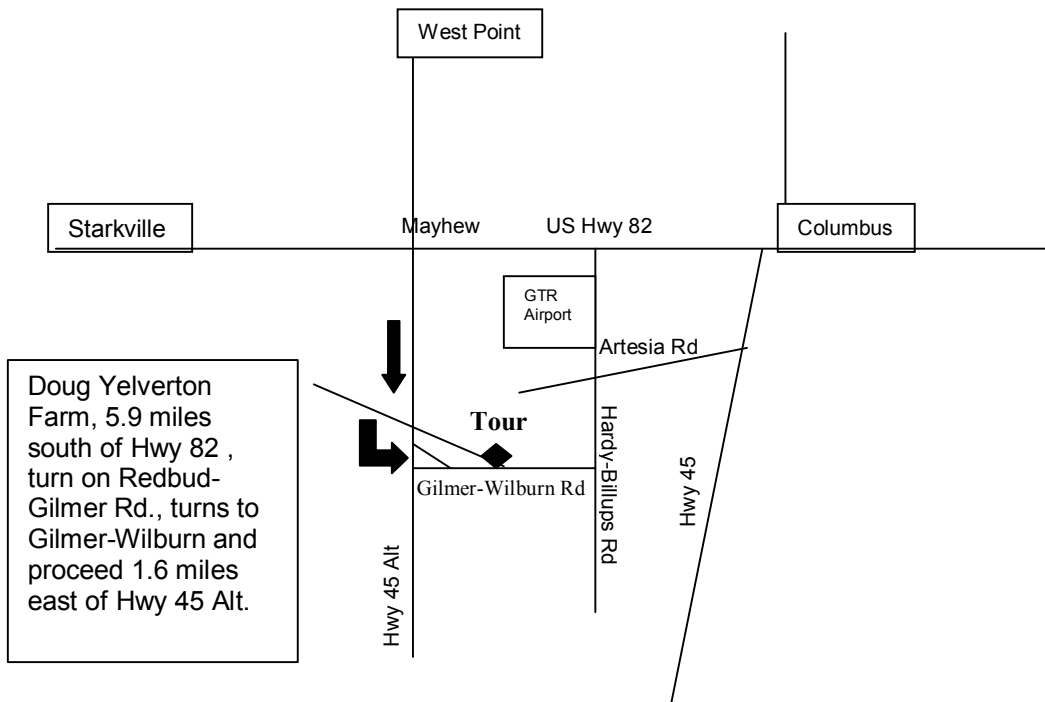 West Point
Starkville
Mayhew
US Hwy 82
Columbus
GTR
Airport
Artesia Rd
Doug Yelverton
Farm, 5.9 miles
south of Hwy 82 ,
turn on Redbud-
Gilmer Rd., turns to
Gilmer-Wilburn and
proceed 1.6 miles
east of Hwy 45 Alt.
Tour
Gilmer-Wilburn Rd
Hardy-Billups Rd
Hwy 45
Hwy 45 Alt